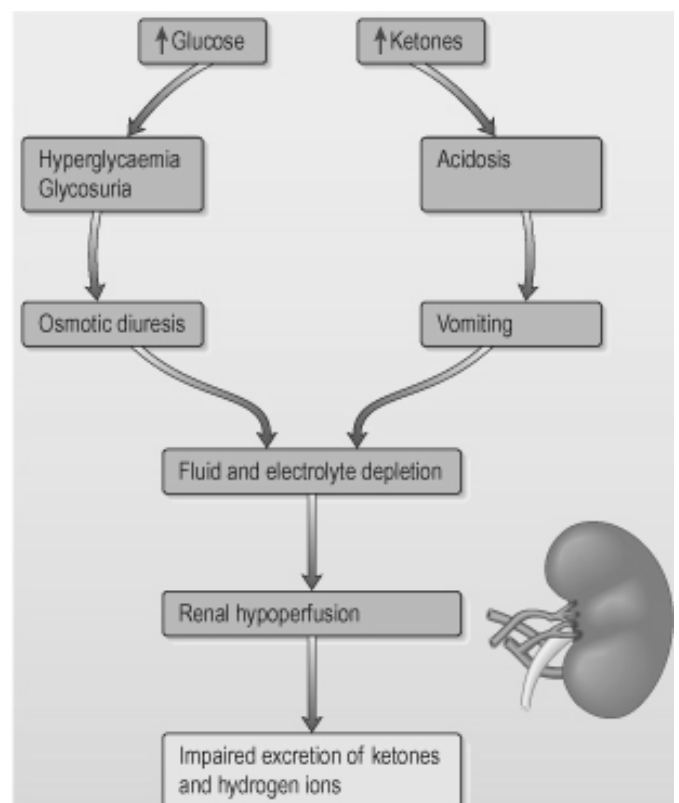 ↑Glucose
↑Ketones
Hyperglycaemia
Glycosuria
Acidosis
Osmotic diuresis
Vomiting
Fluid and electrolyte depletion
Renal hypoperfusion
Impaired excretion of ketones
and hydrogen ions